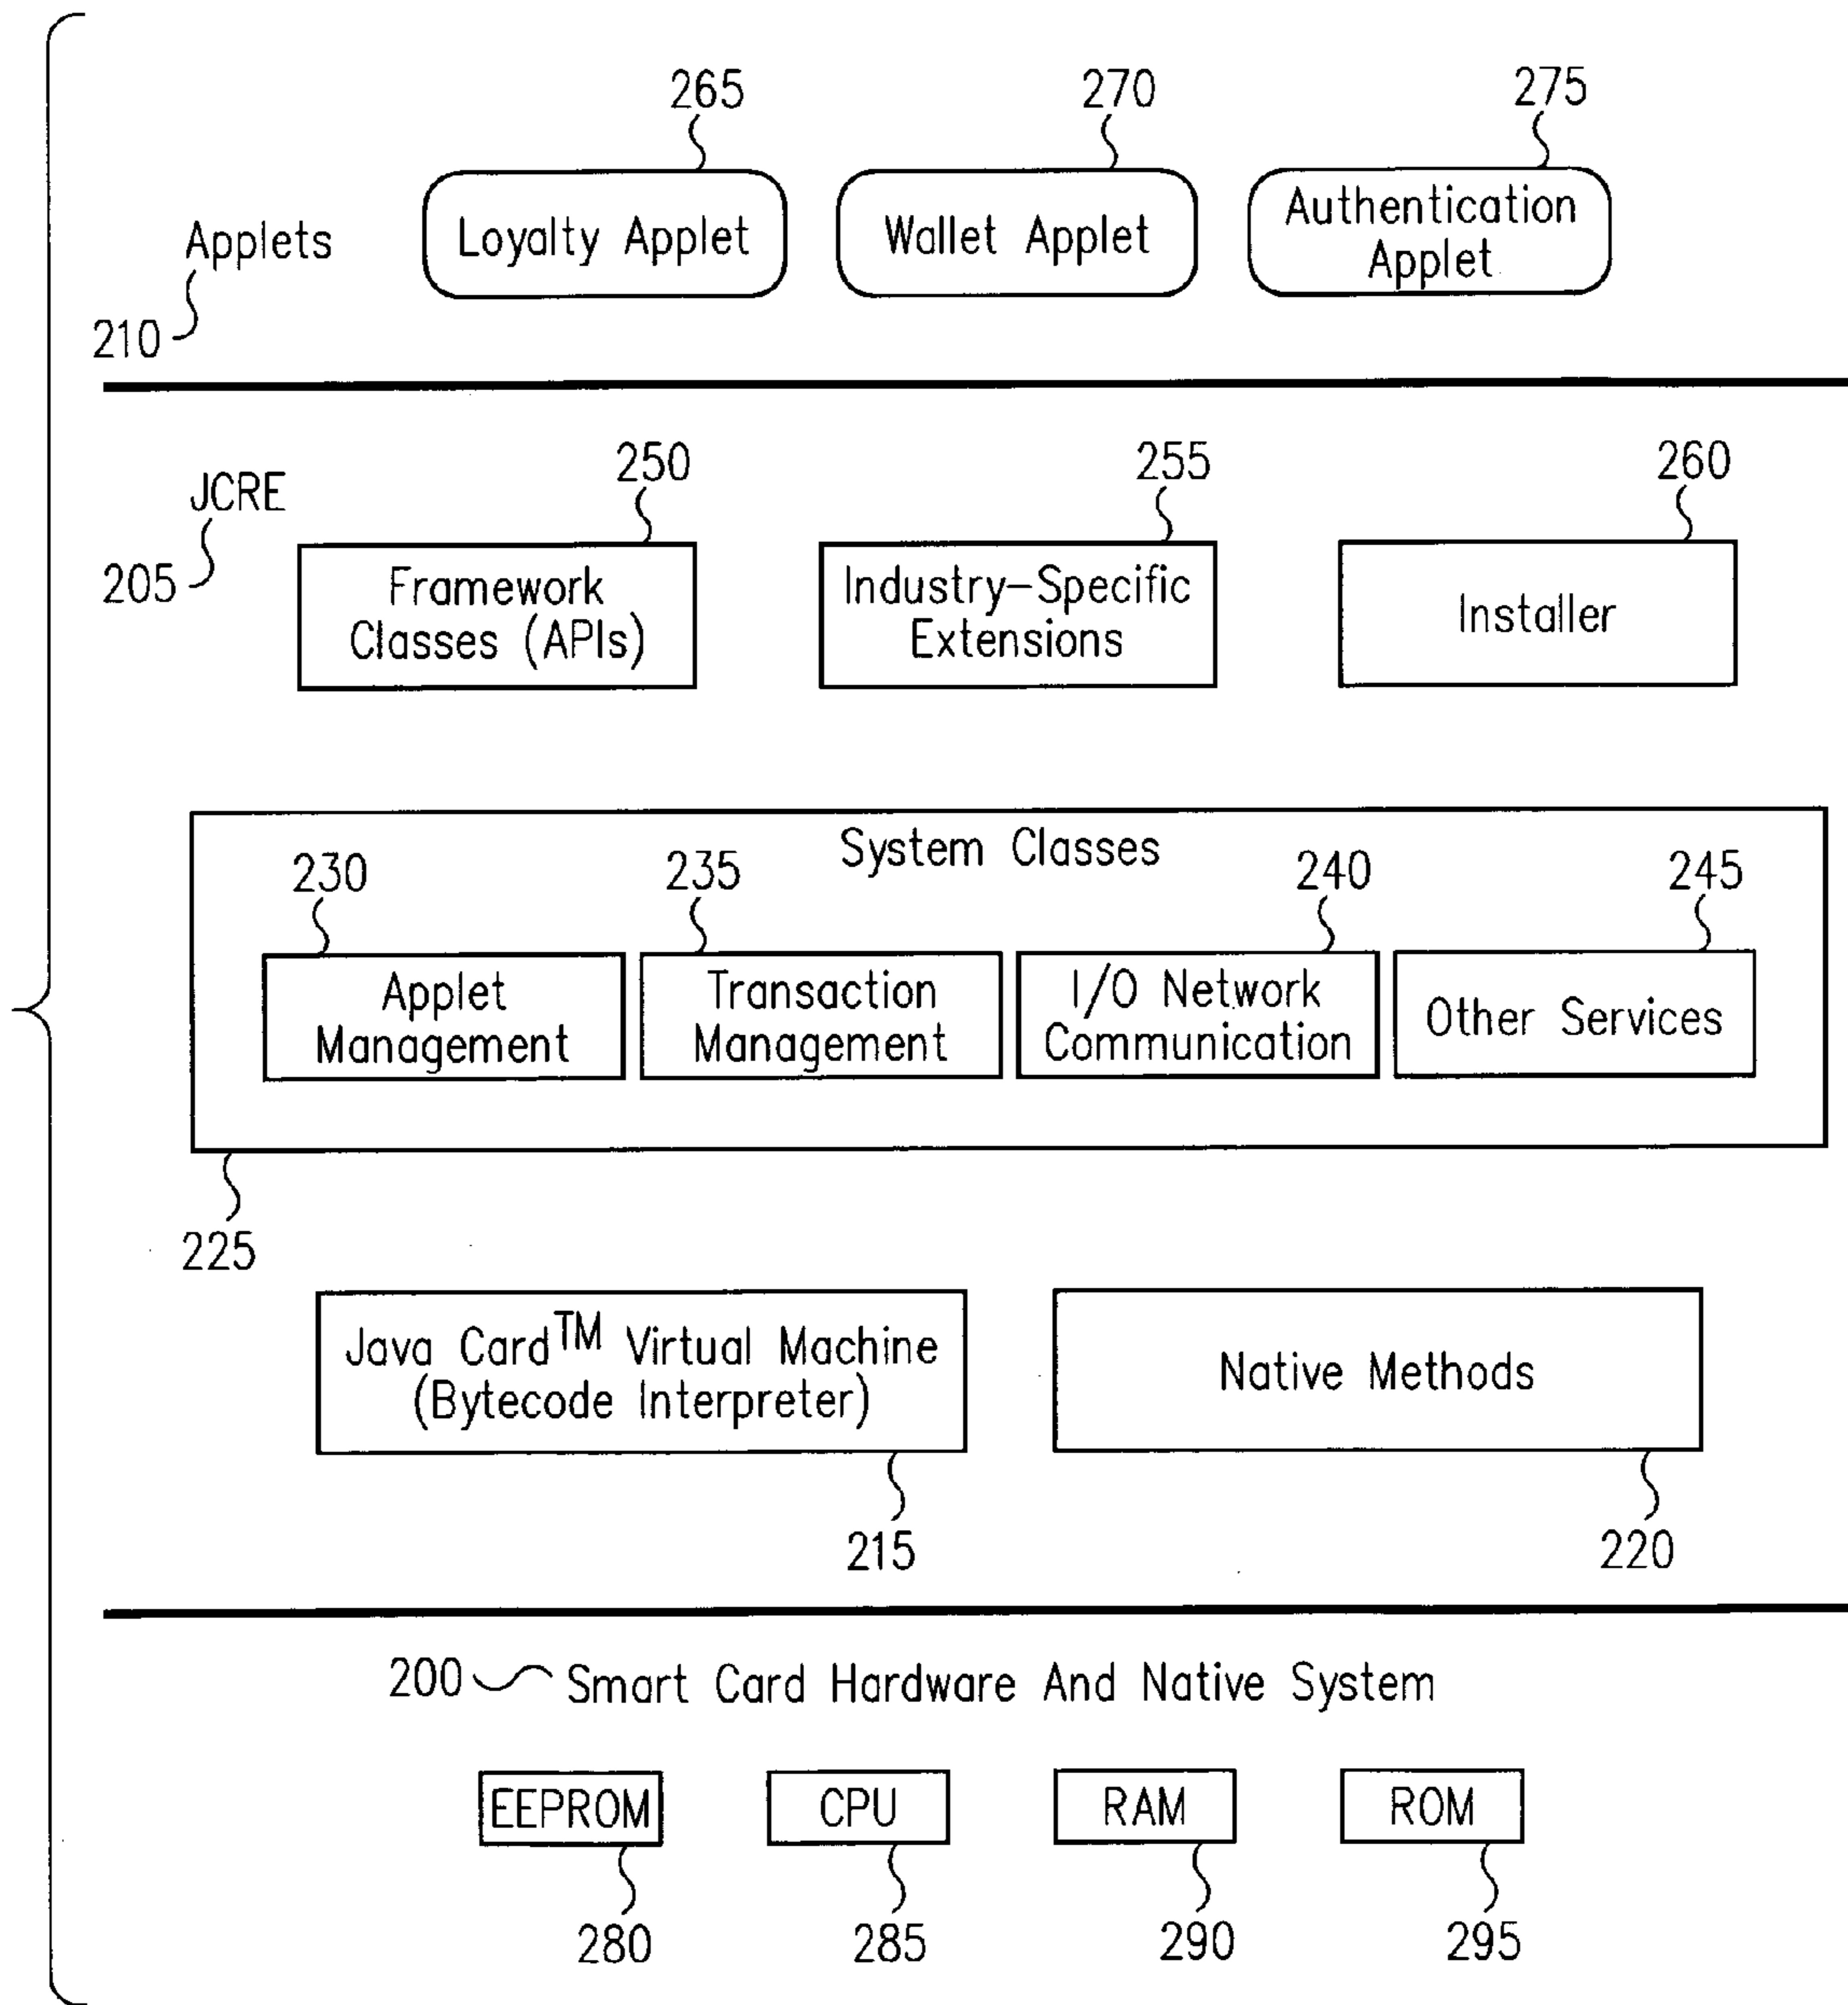 265 270 275
Applets
Loyalty Applet
Wallet Applet
Authentication
Applet
210
JCRE
250 255 260
205
Framework
Classes (APIs)
Industry-Specific
Extensions
Installer
System Classes
230 235 240 245
Applet
Management
Transaction
Management
I/O Network
Communication
Other Services
225
Java Card™ Virtual Machine
(Bytecode Interpreter)
Native Methods
215 220
200 Smart Card Hardware And Native System
EEPROM CPU RAM ROM
280 285 290 295